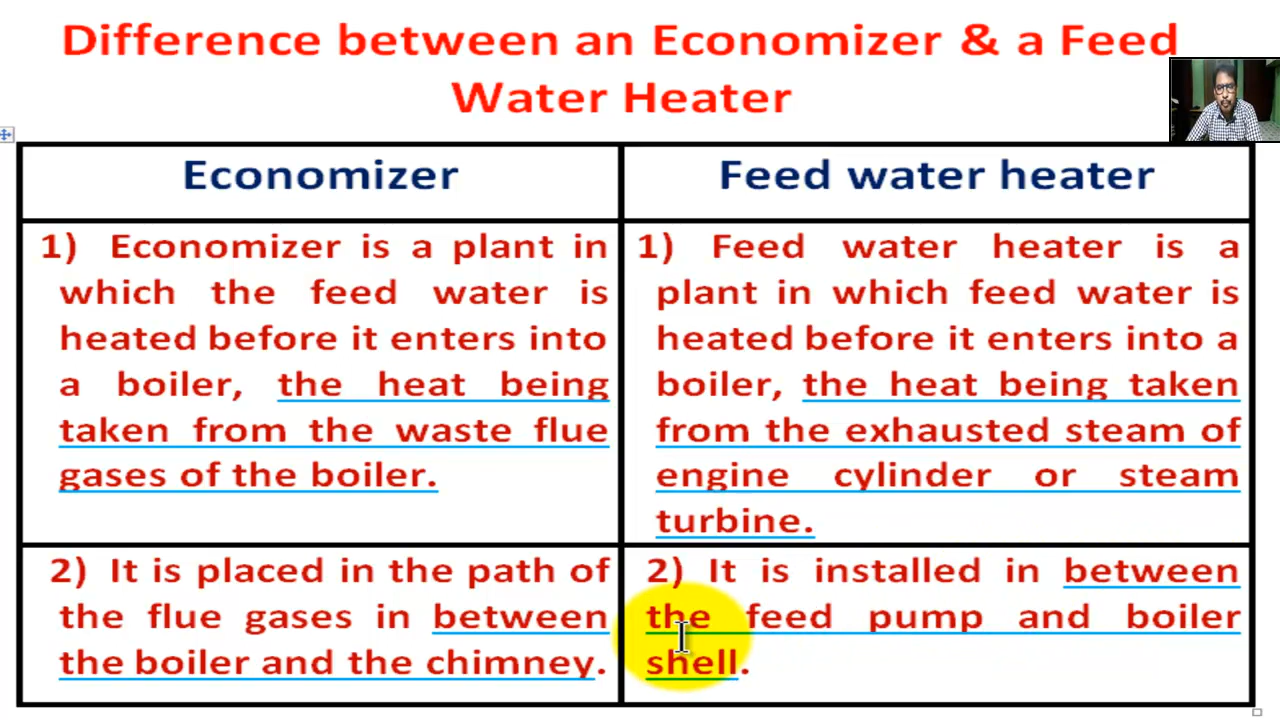 Difference between an Economizer & a Feed
Water Heater
Economizer
Feed water heater
1) Economizer is a plant in
which the feed water is
heated before it enters into
a boiler, the heat being
taken from the waste flue
gases of the boiler.
1) Feed water heater is a
plant in which feed water is
heated before it enters into a
boiler, the heat being taken
from the exhausted steam of
engine cylinder or steam
turbine.
2) It is placed in the path of
the flue gases in between
the boiler and the chimney.
2) It is installed in between
the feed pump and boiler
shell.